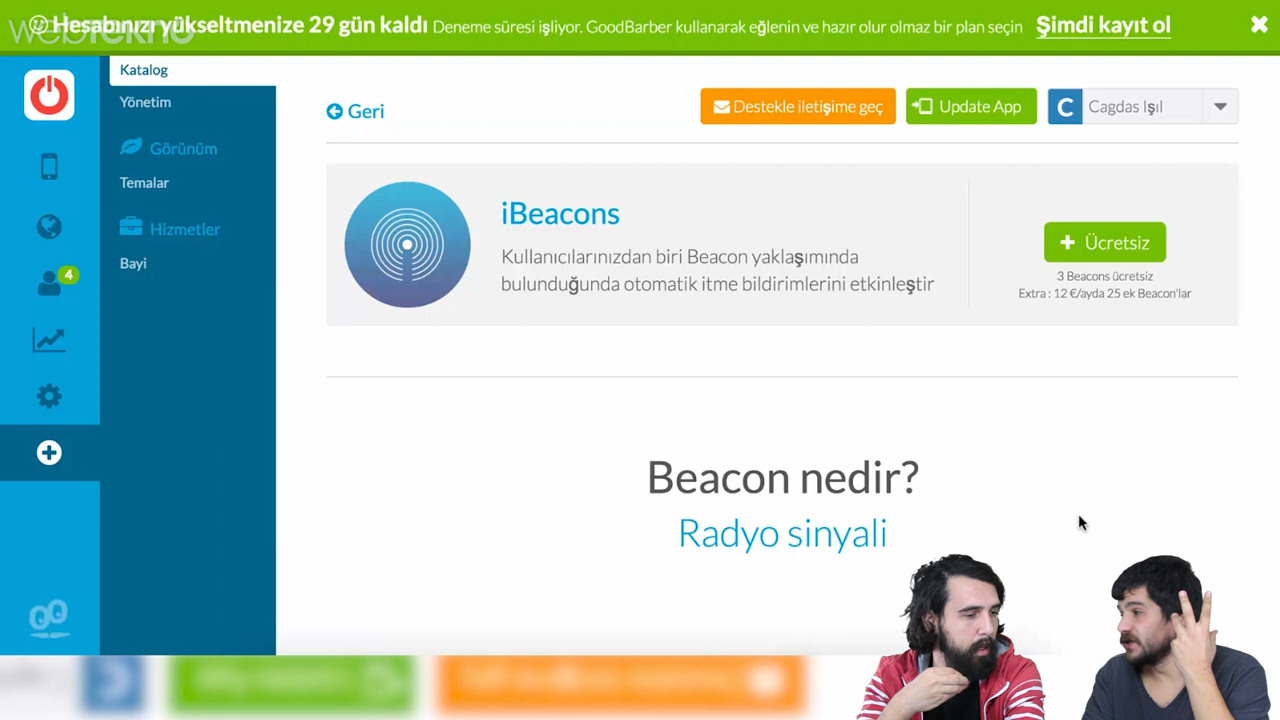 webtekno
Hesabınızı yükseltmenize 29 gün kaldı Deneme süresi işliyor. GoodBarber kullanarak eğlenin ve hazır olur olmaz bir plan seçin Şimdi kayıt ol
Katalog
Yönetim
Görünüm
Temalar
Hizmetler
Bayi
4
Geri
Destekle iletişime geç
Update App
C Cagdas Işıl
iBeacons
Kullanıcılarınızdan biri Beacon yaklaşımında
bulunduğunda otomatik itme bildirimlerini etkinleştir
+ Ücretsiz
3 Beacons ücretsiz
Extra : 12 €/ayda 25 ek Beacon'lar
Beacon nedir?
Radyo sinyali